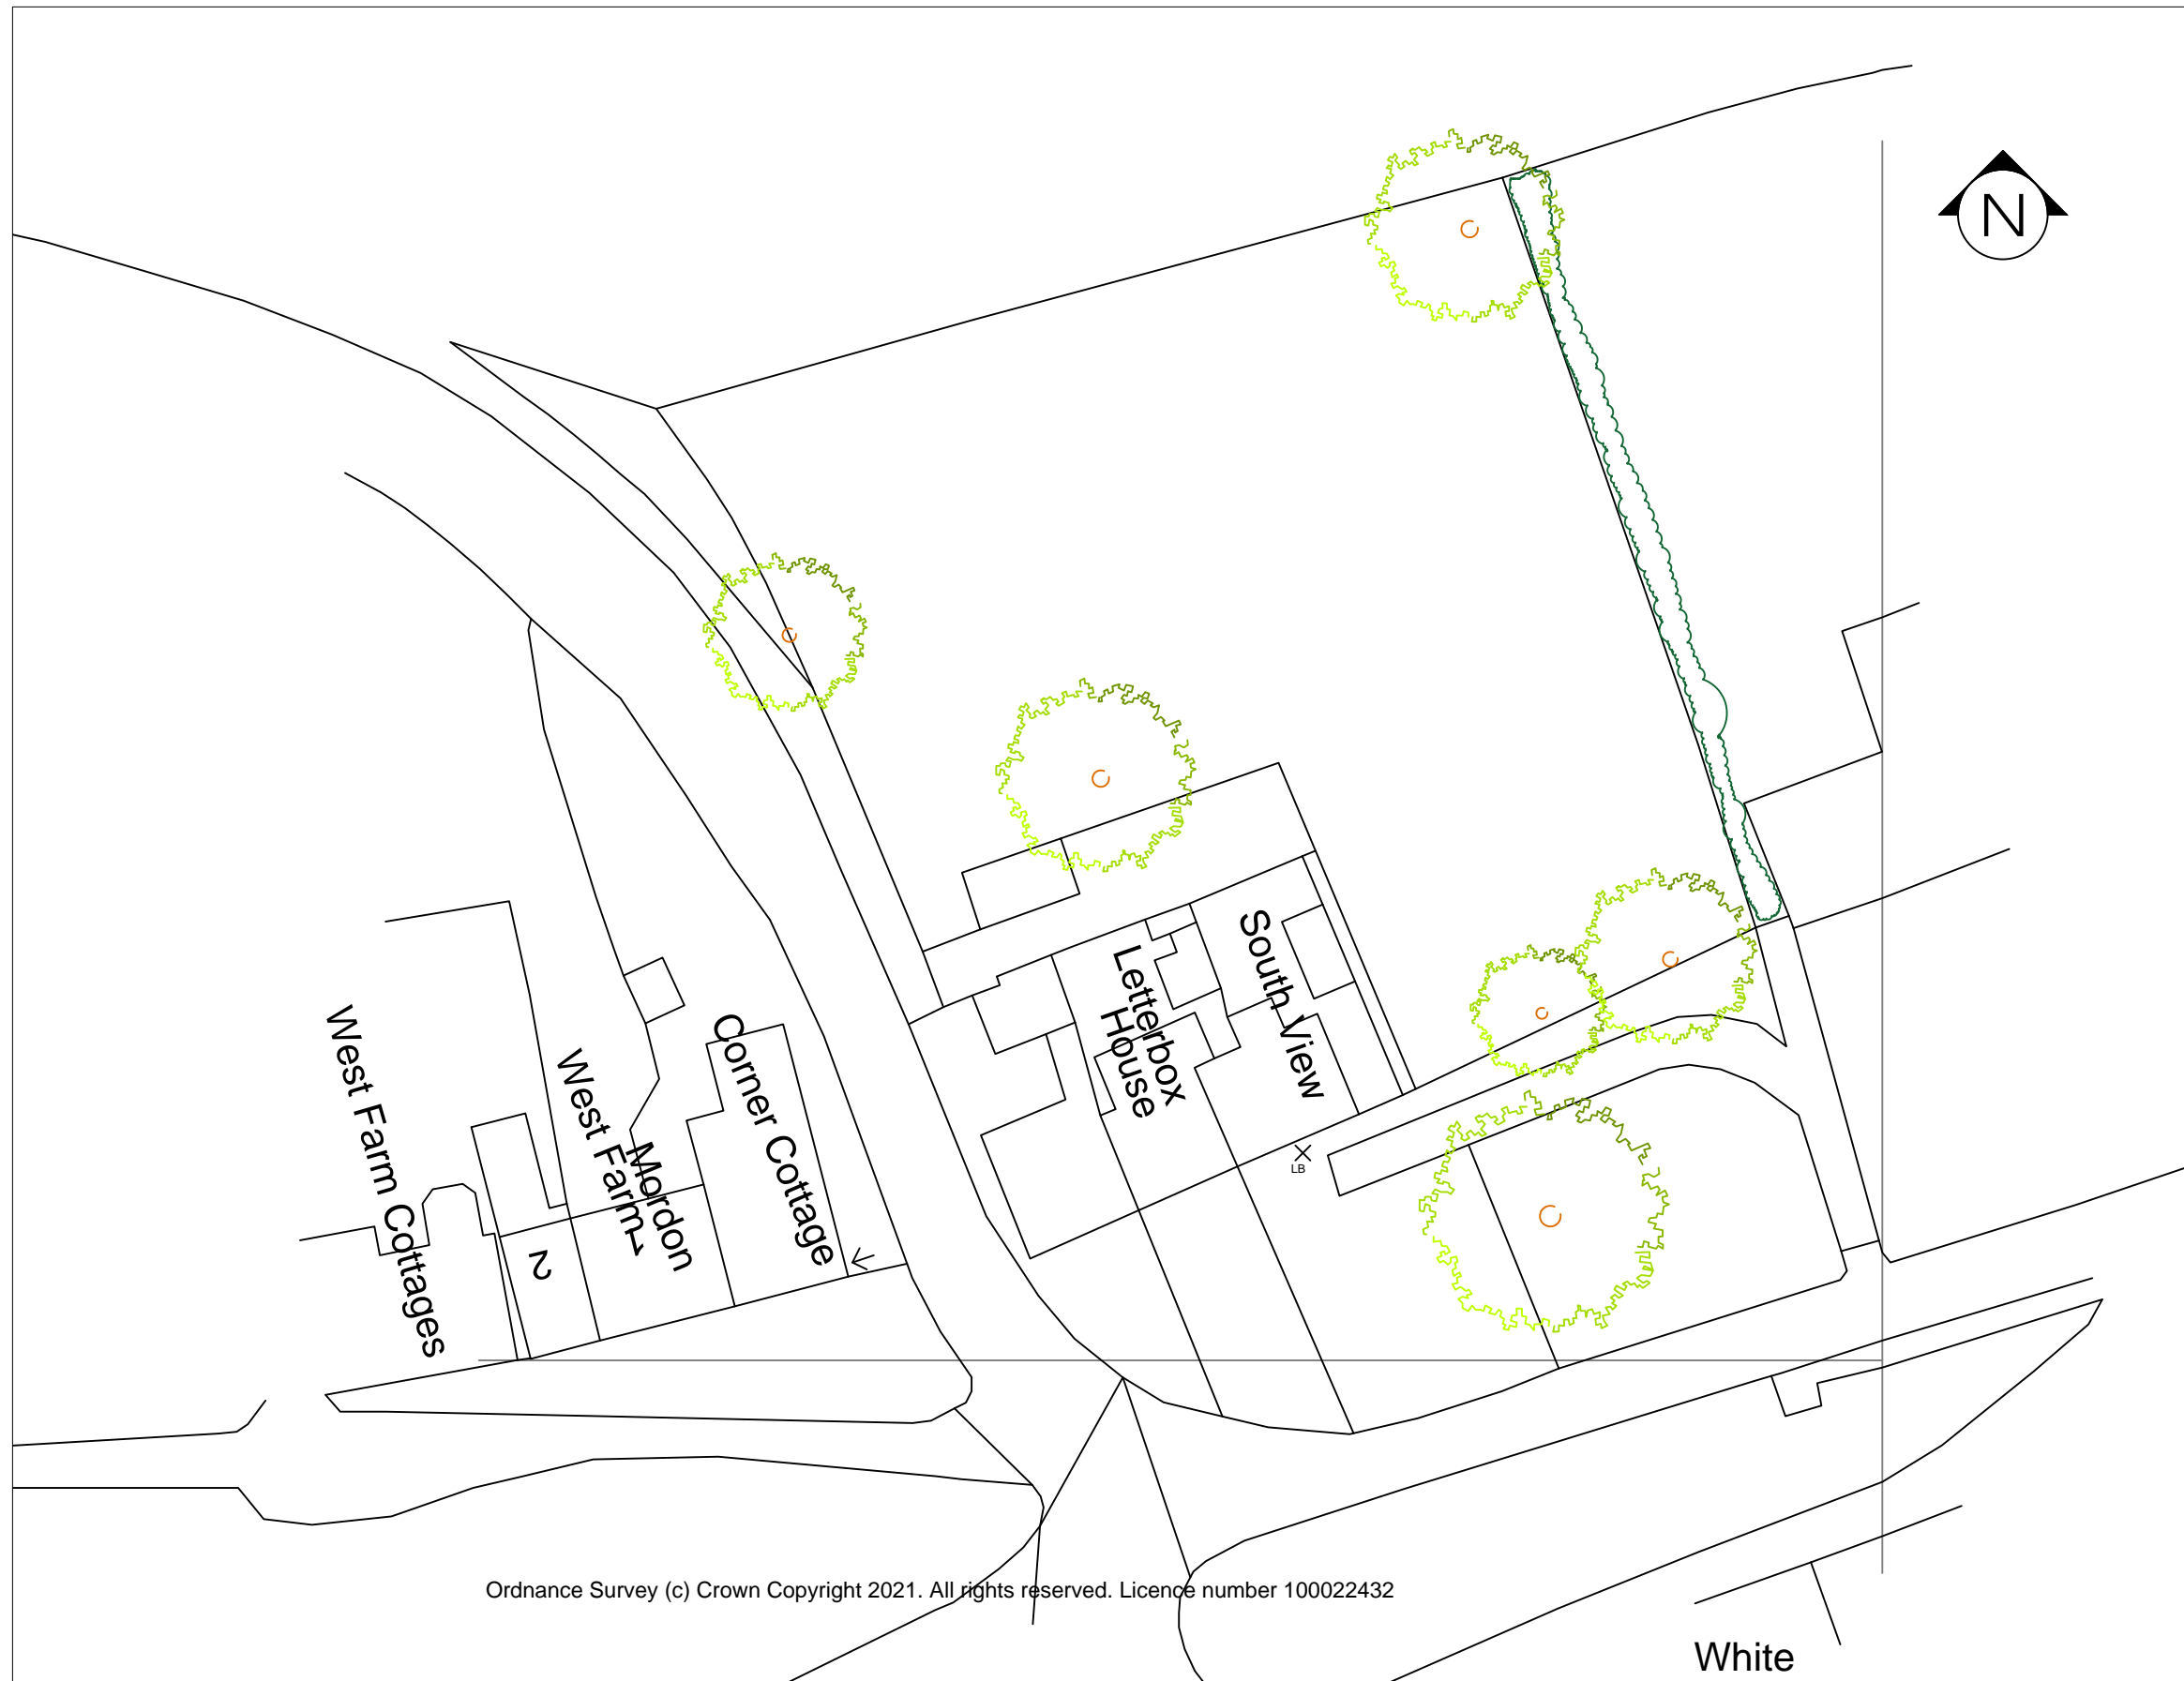 N
South View
Letterbox
House
West Farm Cottages
West Farm
1
Mordon
Corner Cottage
LB
2
Ordnance Survey (c) Crown Copyright 2021. All rights reserved. Licence number 100022432
White